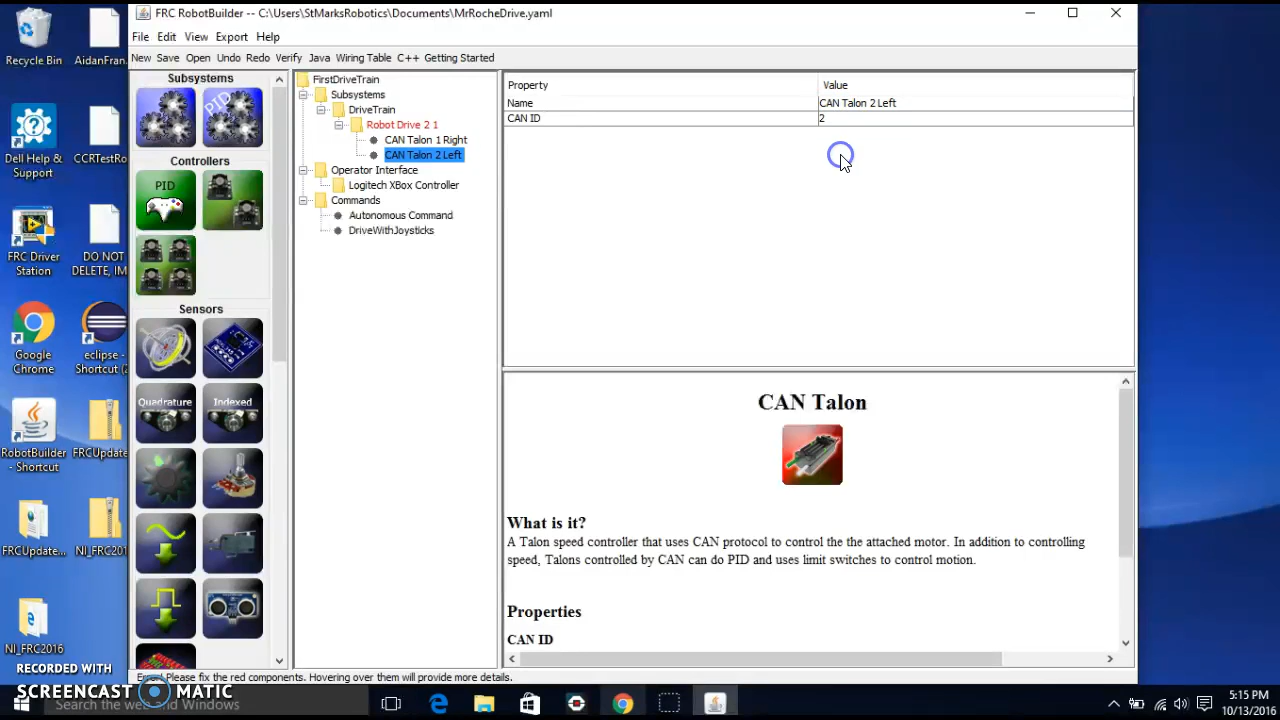 FRC RobotBuilder -- C:\Users\StMarksRobotics\Documents\MrRocheDrive.yaml
File Edit View Export Help
New Save Open Undo Redo Verify Java Wiring Table C++ Getting Started
Recycle Bin
AidanFran...
Dell Help & Support
CCRTestRo
FRC Driver Station
DO NOT DELETE, IM
Google Chrome
eclipse - Shortcut (2
RobotBuilder - Shortcut
FRCUpdate
FRCUpdate...
NI_FRC201
NI_FRC2016
Subsystems
PID
Controllers
PID
Sensors
Quadrature
Indexed
FirstDriveTrain
Subsystems
DriveTrain
Robot Drive 2 1
CAN Talon 1 Right
CAN Talon 2 Left
Operator Interface
Logitech XBox Controller
Commands
Autonomous Command
DriveWithJoysticks
Property Value
Name CAN Talon 2 Left
CAN ID 2
CAN Talon
What is it?
A Talon speed controller that uses CAN protocol to control the the attached motor. In addition to controlling
speed, Talons controlled by CAN can do PID and uses limit switches to control motion.
Properties
CAN ID
Please fix the red components. Hovering over them will provide more details.
RECORDED WITH
SCREENCAST MATIC
Search the web and Windows
5:15 PM
10/13/2016